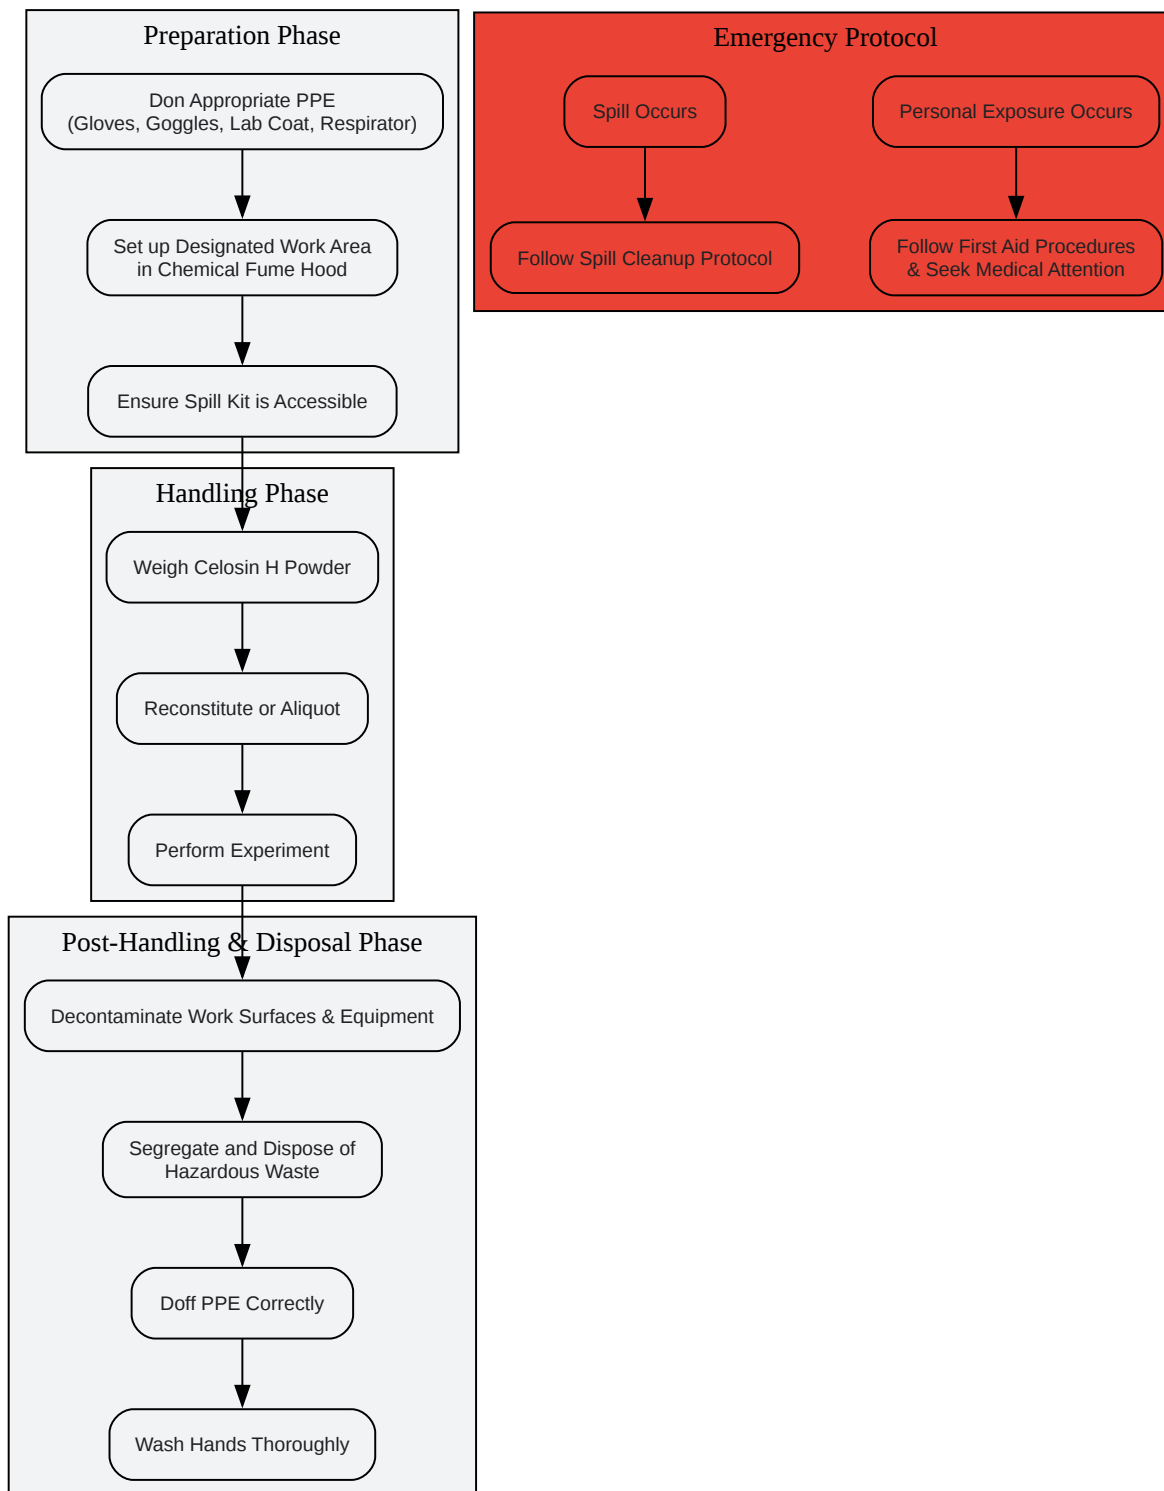 Preparation Phase
Don Appropriate PPE
(Gloves, Goggles, Lab Coat, Respirator)
Set up Designated Work Area
in Chemical Fume Hood
Ensure Spill Kit is Accessible
Handling Phase
Weigh Celosin H Powder
Reconstitute or Aliquot
Perform Experiment
Post-Handling & Disposal Phase
Decontaminate Work Surfaces & Equipment
Segregate and Dispose of
Hazardous Waste
Doff PPE Correctly
Wash Hands Thoroughly
Emergency Protocol
Spill Occurs
Follow Spill Cleanup Protocol
Personal Exposure Occurs
Follow First Aid Procedures
& Seek Medical Attention